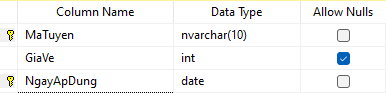 Column Name Data Type Allow Nulls
MaTuyen nvarchar(10)
GiaVe int
NgayApDung date